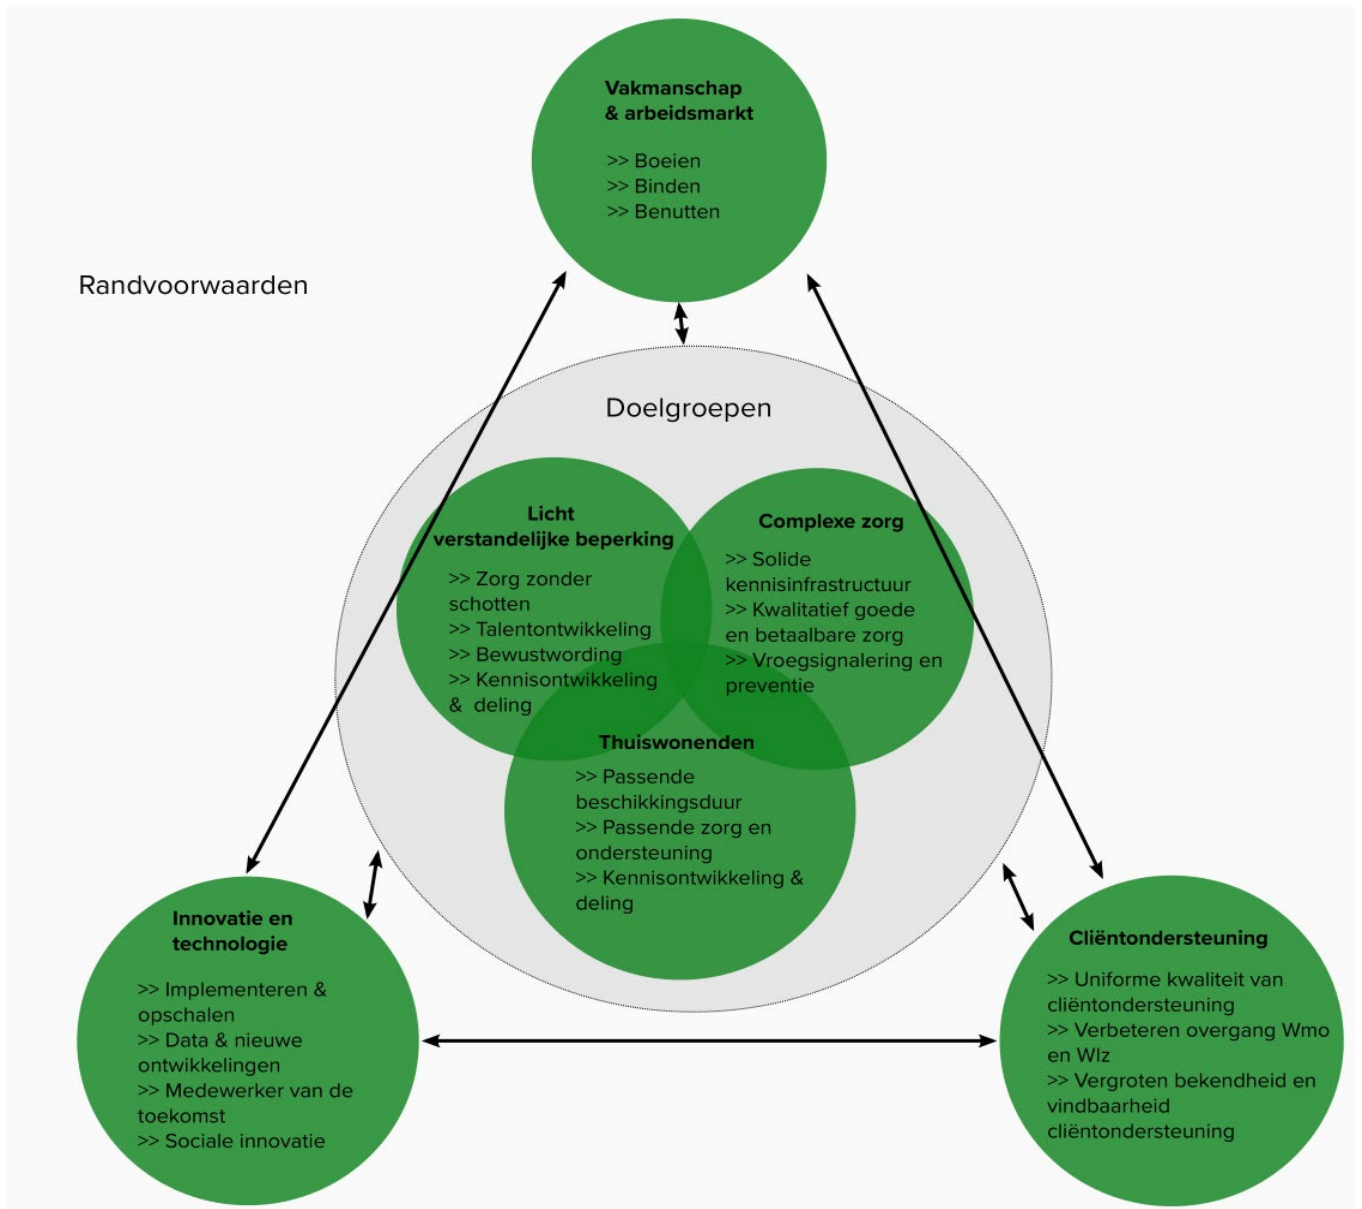 Vakmanschap
& arbeidsmarkt
>> Boeien
>> Binden
>> Benutten
Randvoorwaarden
Doelgroepen
Licht
verstandelijke beperking
>> Zorg zonder
schotten
>> Talentontwikkeling
>> Bewustwording
>> Kennisontwikkeling
& deling
Complexe zorg
>> Solide
kennisinfrastructuur
>> Kwalitatief goede
en betaalbare zorg
>> Vroegsignalering en
preventie
Thuiswonenden
>> Passende
beschikkingsduur
>> Passende zorg en
ondersteuning
>> Kennisontwikkeling &
deling
Innovatie en
technologie
>> Implementeren &
opschalen
>> Data & nieuwe
ontwikkelingen
>> Medewerker van de
toekomst
>> Sociale innovatie
Cliëntondersteuning
>> Uniforme kwaliteit van
cliëntondersteuning
>> Verbeteren overgang Wmo
en Wlz
>> Vergroten bekendheid en
vindbaarheid
cliëntondersteuning